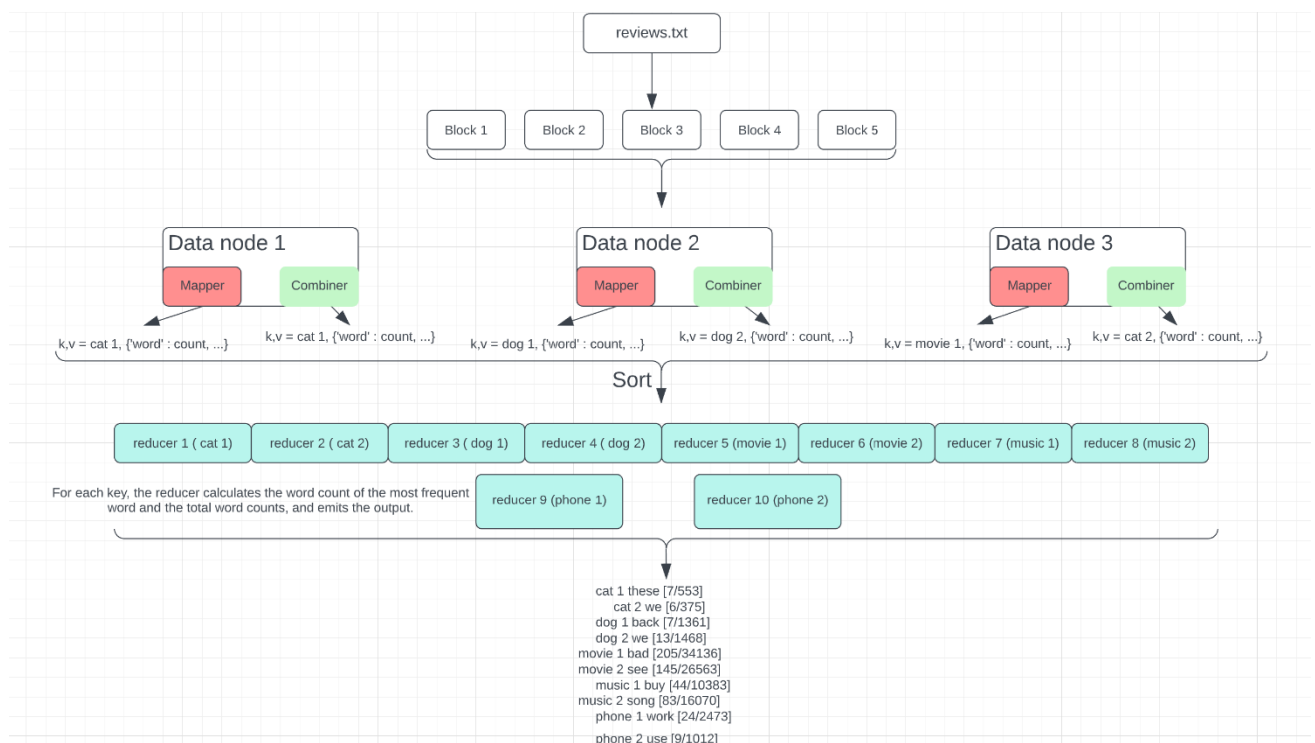 reviews.txt
Block 1
Block 2
Block 3
Block 4
Block 5
Data node 1
Data node 2
Data node 3
Mapper
Combiner
Mapper
Combiner
Mapper
Combiner
k,v = cat 1, {'word' : count, ...}
k,v = cat 1, {'word' : count, ...}
k,v = dog 1, {'word' : count, ...}
k,v = dog 2, {'word' : count, ...}
k,v = movie 1, {'word' : count, ...}
k,v = cat 2, {'word' : count, ...}
Sort
reducer 1 ( cat 1)
reducer 2 ( cat 2)
reducer 3 ( dog 1)
reducer 4 ( dog 2)
reducer 5 (movie 1)
reducer 6 (movie 2)
reducer 7 (music 1)
reducer 8 (music 2)
For each key, the reducer calculates the word count of the most frequent
word and the total word counts, and emits the output.
reducer 9 (phone 1)
reducer 10 (phone 2)
cat 1 these [7/553]
cat 2 we [6/375]
dog 1 back [7/1361]
dog 2 we [13/1468]
movie 1 bad [205/34136]
movie 2 see [145/26563]
music 1 buy [44/10383]
music 2 song [83/16070]
phone 1 work [24/2473]
phone 2 use [9/1012]